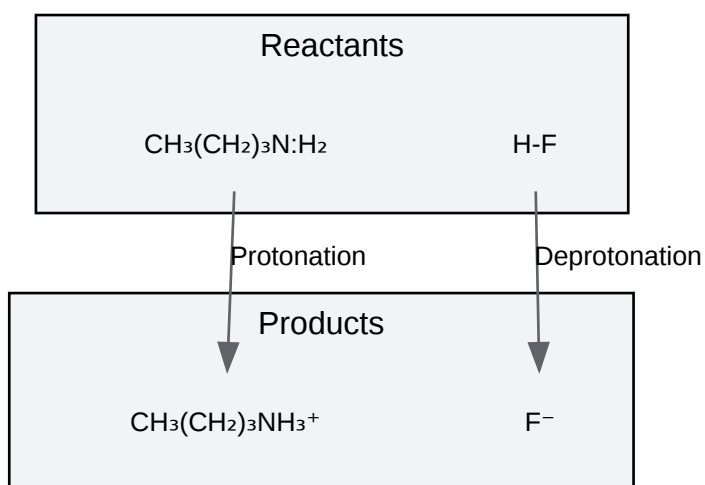 Reactants
CH₃(CH₂)₃N:H₂ H-F
Protonation Deprotonation
Products
CH₃(CH₂)₃NH₃⁺ F⁻